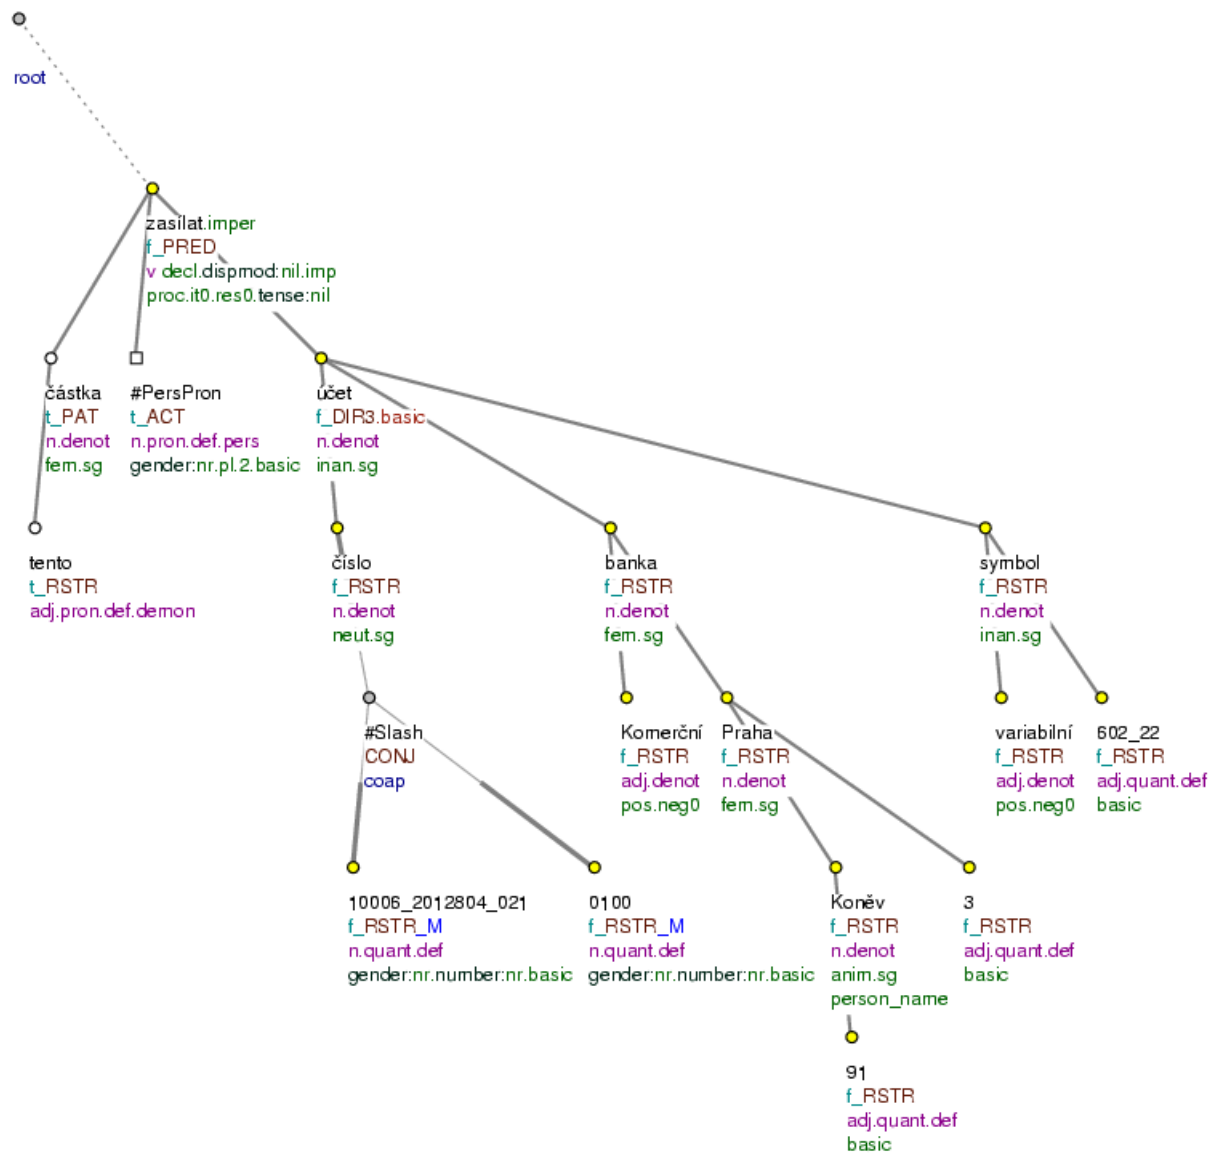 root
zasílat.imper
f_PRED
v decl.dispmod:nil.imp
proc.it0.res0.tense:nil
částka
t_PAT
n.denot
fem.sg
#PersPron
t_ACT
n.pron.def.pers
gender:nr.pl.2.basic
účet
f_DIR3.basic
n.denot
inan.sg
tento
t_RSTR
adj.pron.def.demon
číslo
f_RSTR
n.denot
neut.sg
banka
f_RSTR
n.denot
fem.sg
symbol
f_RSTR
n.denot
inan.sg
#Slash
CONJ
coap
Komerční
f_RSTR
adj.denot
pos.neg0
Praha
f_RSTR
n.denot
fem.sg
variabilní
f_RSTR
adj.denot
pos.neg0
602_22
f_RSTR
adj.quant.def
basic
10006_2012804_021
f_RSTR_M
n.quant.def
gender:nr.number:nr.basic
0100
f_RSTR_M
n.quant.def
gender:nr.number:nr.basic
Koněv
f_RSTR
n.denot
anim.sg
person_name
3
f_RSTR
adj.quant.def
basic
91
f_RSTR
adj.quant.def
basic